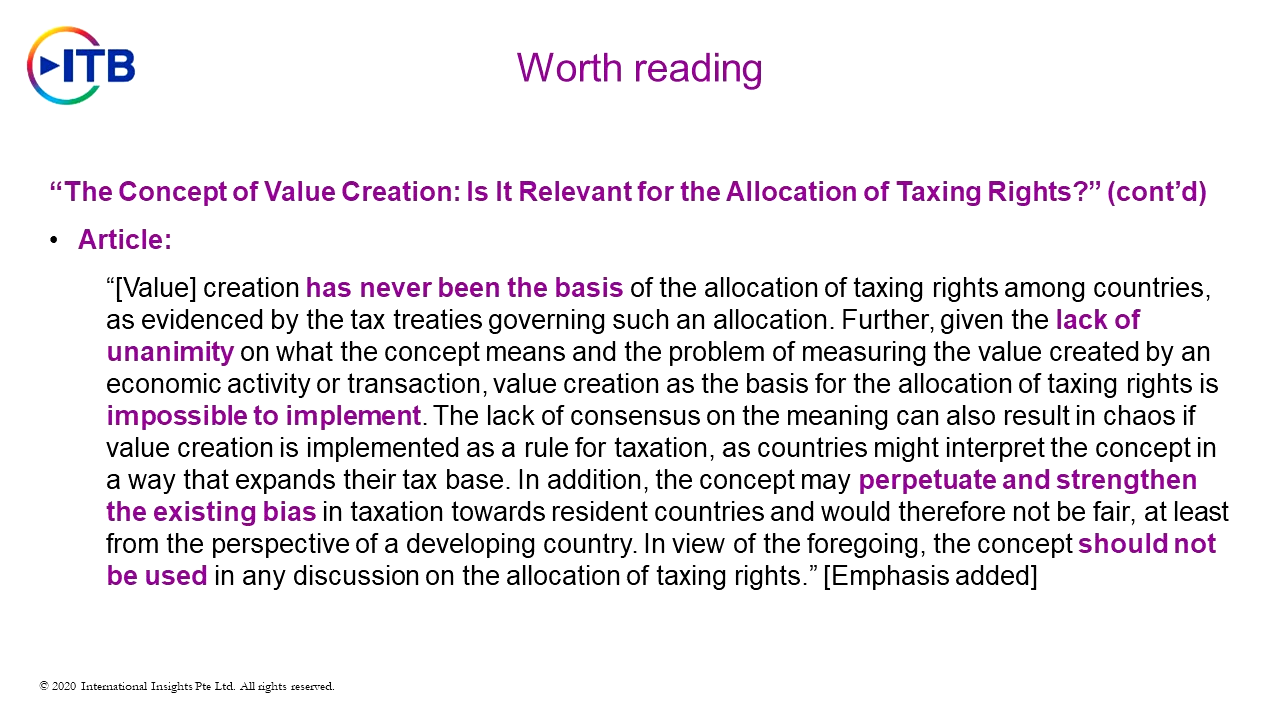 ITB
Worth reading
“The Concept of Value Creation: Is It Relevant for the Allocation of Taxing Rights?” (cont’d)
• Article:
“[Value] creation has never been the basis of the allocation of taxing rights among countries,
as evidenced by the tax treaties governing such an allocation. Further, given the lack of
unanimity on what the concept means and the problem of measuring the value created by an
economic activity or transaction, value creation as the basis for the allocation of taxing rights is
impossible to implement. The lack of consensus on the meaning can also result in chaos if
value creation is implemented as a rule for taxation, as countries might interpret the concept in
a way that expands their tax base. In addition, the concept may perpetuate and strengthen
the existing bias in taxation towards resident countries and would therefore not be fair, at least
from the perspective of a developing country. In view of the foregoing, the concept should not
be used in any discussion on the allocation of taxing rights.” [Emphasis added]
© 2020 International Insights Pte Ltd. All rights reserved.